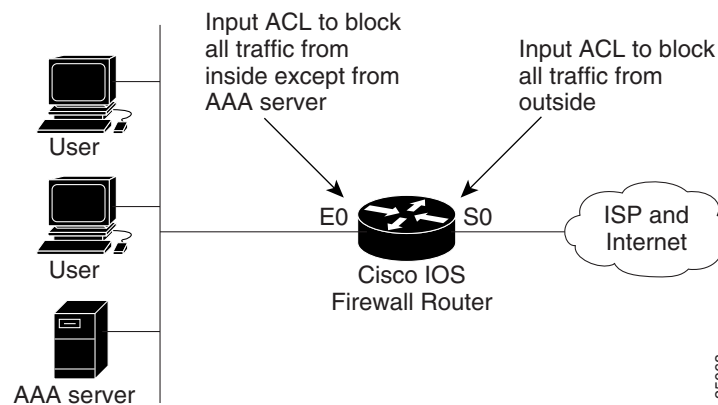 Input ACL to block
all traffic from
inside except from
AAA server
Input ACL to block
all traffic from
outside
User
E0
S0
ISP and
Internet
User
Cisco IOS
Firewall Router
AAA server